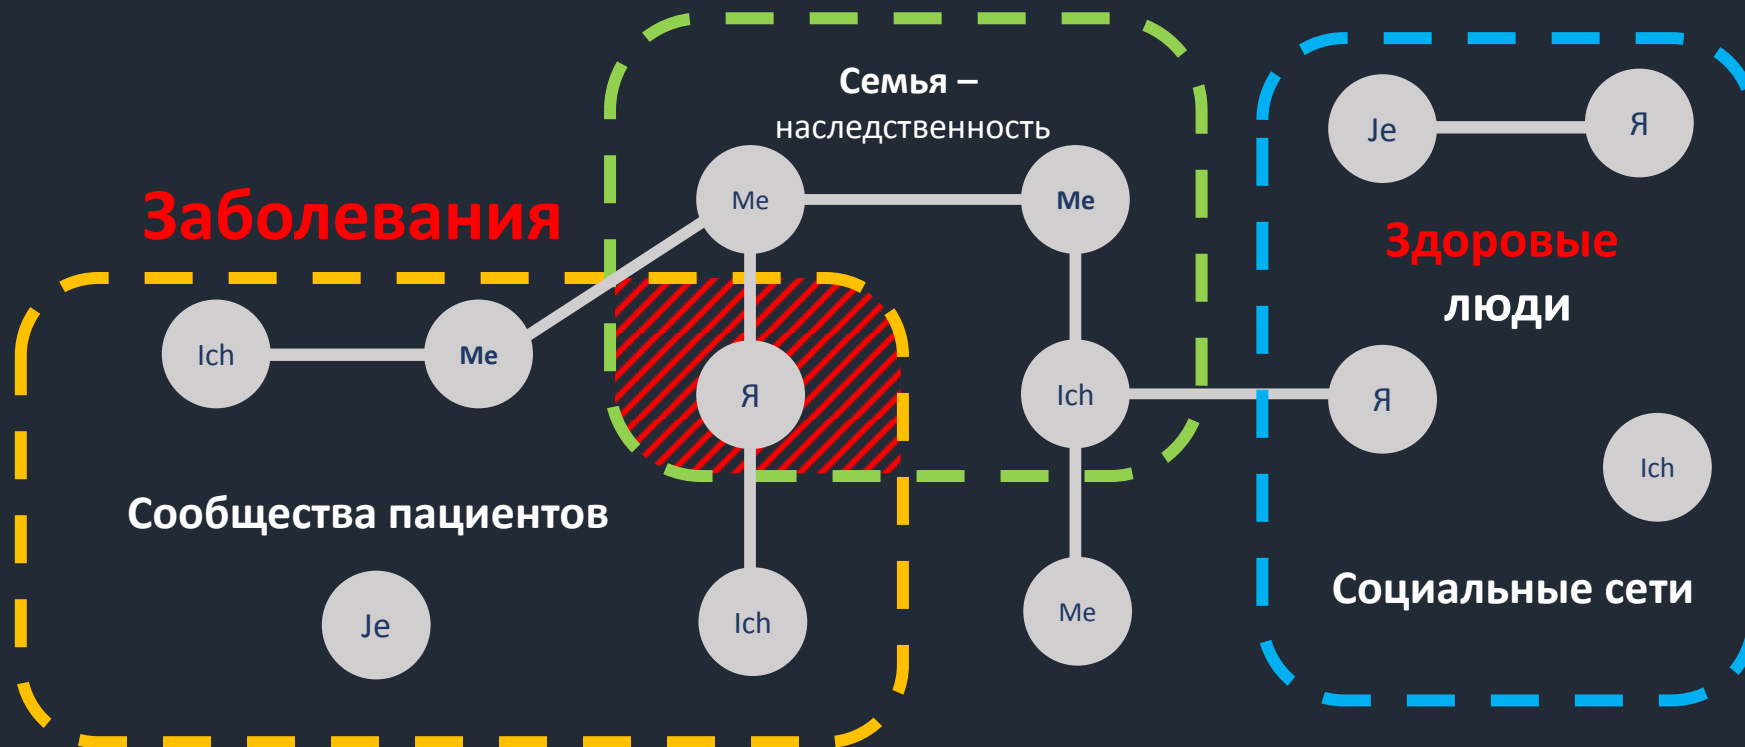 Семья –
наследственность
Je
Я
Me
Me
Заболевания
Здоровые
люди
Ich
Me
Я
Ich
Я
Ich
Сообщества пациентов
Социальные сети
Je
Ich
Me